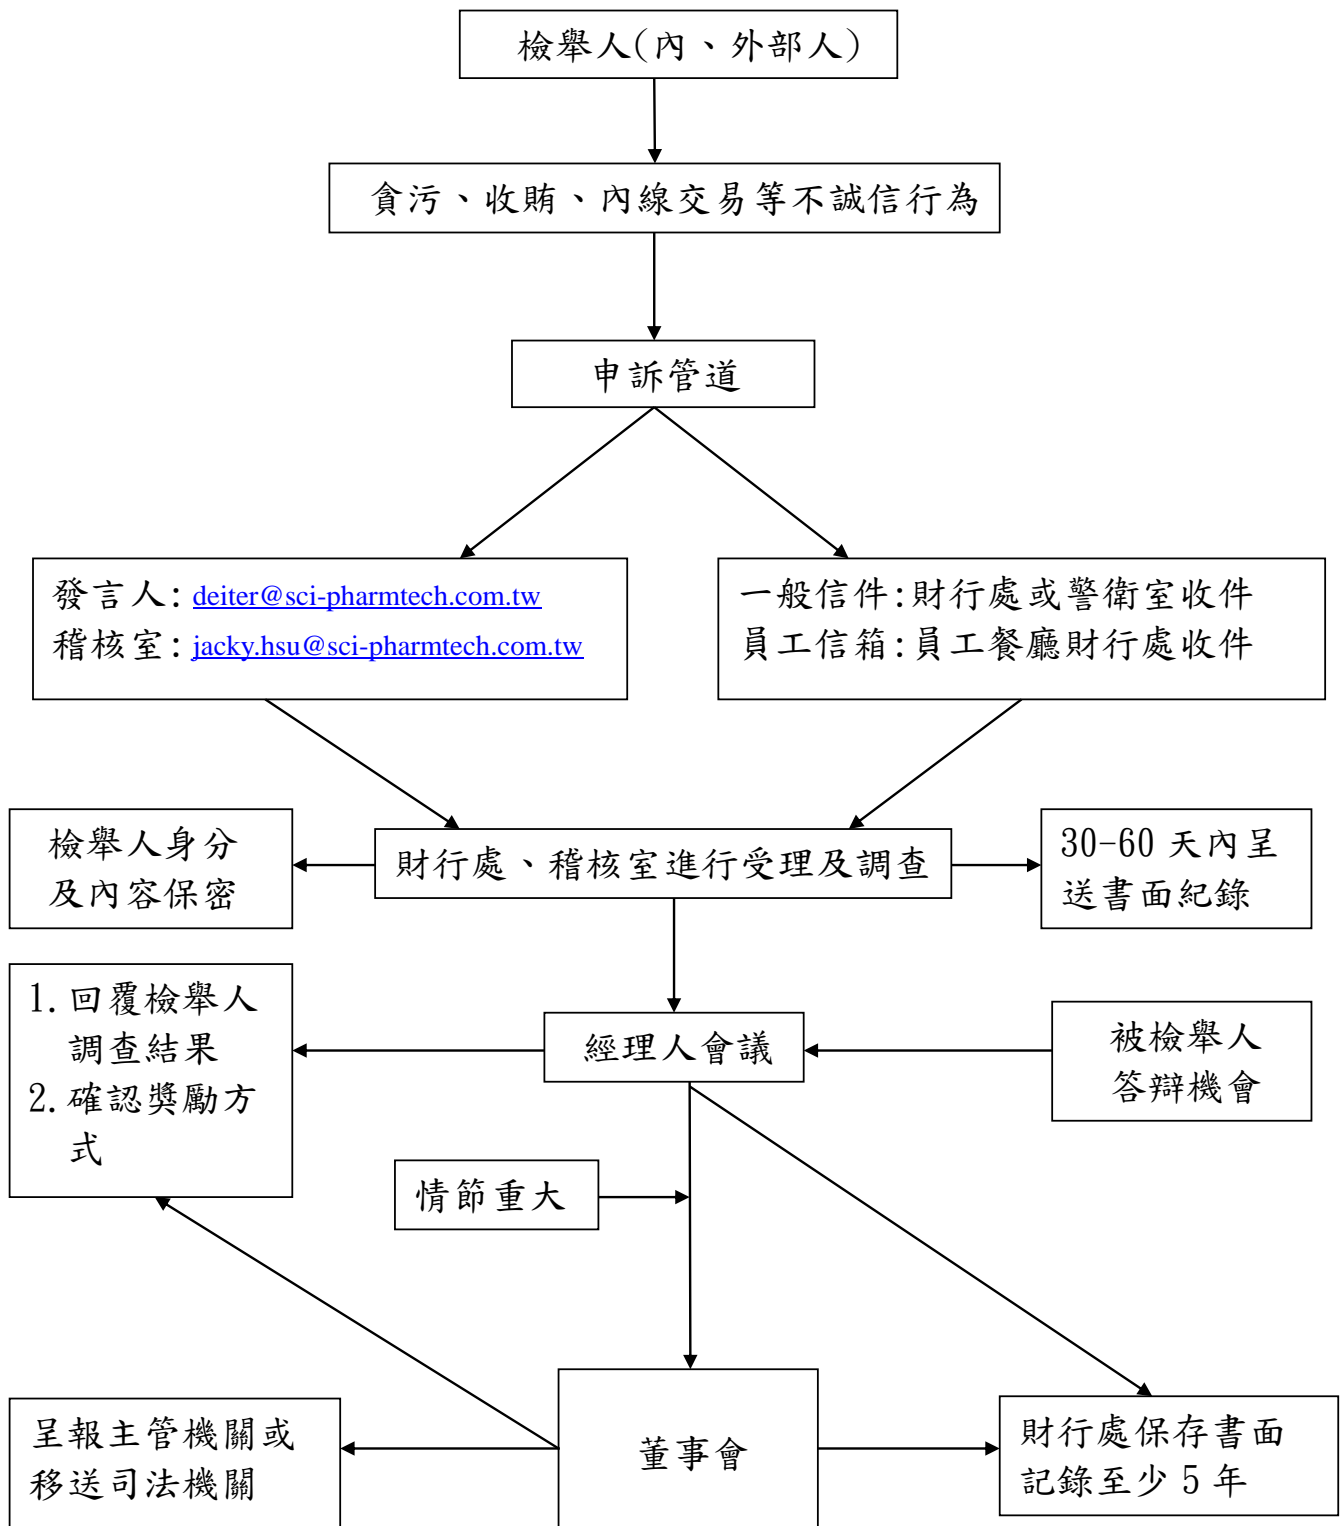 檢舉人(內、外部人)
貪污、收賄、內線交易等不誠信行為
申訴管道
發言人: deiter@sci-pharmtech.com.tw
稽核室: jacky.hsu@sci-pharmtech.com.tw
一般信件:財行處或警衛室收件
員工信箱:員工餐廳財行處收件
檢舉人身分
及內容保密
財行處、稽核室進行受理及調查
30-60 天內呈
送書面紀錄
1. 回覆檢舉人
調查結果
2. 確認獎勵方
式
經理人會議
被檢舉人
答辯機會
情節重大
呈報主管機關或
移送司法機關
董事會
財行處保存書面
記錄至少 5 年